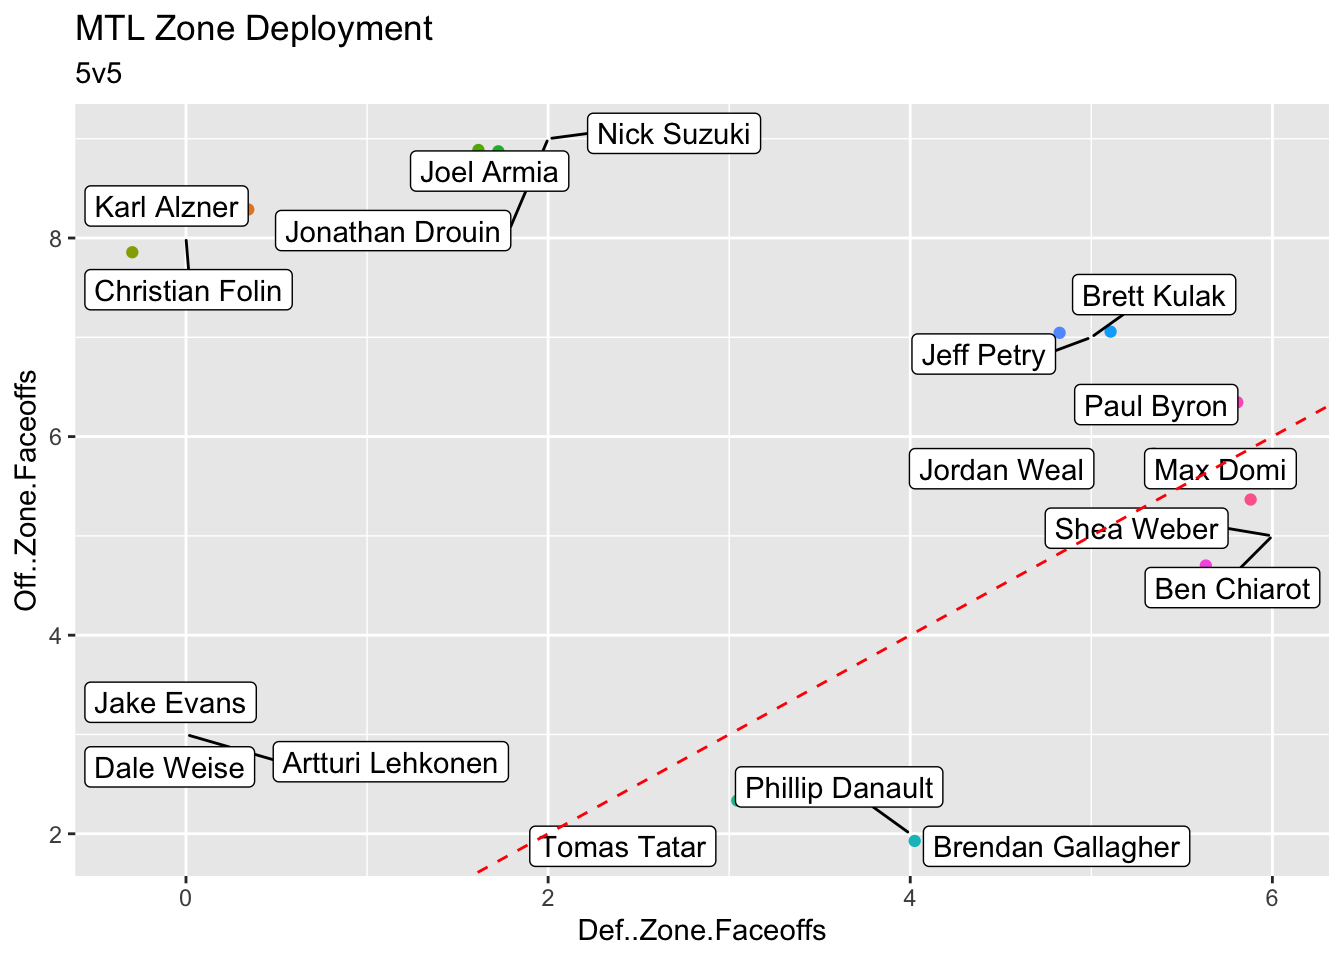 MTL Zone Deployment
5v5
Nick Suzuki
Joel Armia
Karl Alzner
Jonathan Drouin
8
Christian Folin
Brett Kulak
Jeff Petry
Paul Byron
6
Jordan Weal
Max Domi
Shea Weber
Ben Chiarot
Off..Zone.Faceoffs
4
Jake Evans
Dale Weise
Artturi Lehkonen
Phillip Danault
2
Tomas Tatar
Brendan Gallagher
0
2
4
6
Def..Zone.Faceoffs